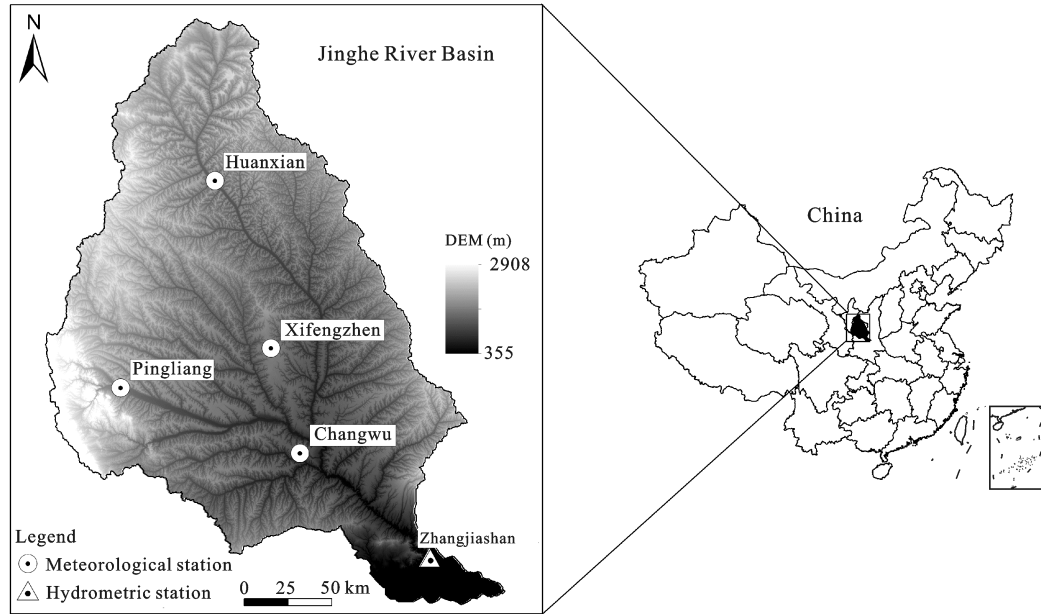 N
Jinghe River Basin
Huanxian
China
DEM (m)
2908
355
Xifengzhen
Pingliang
Changwu
Zhangjiashan
Legend
Meteorological station
Hydrometric station
0 25 50 km